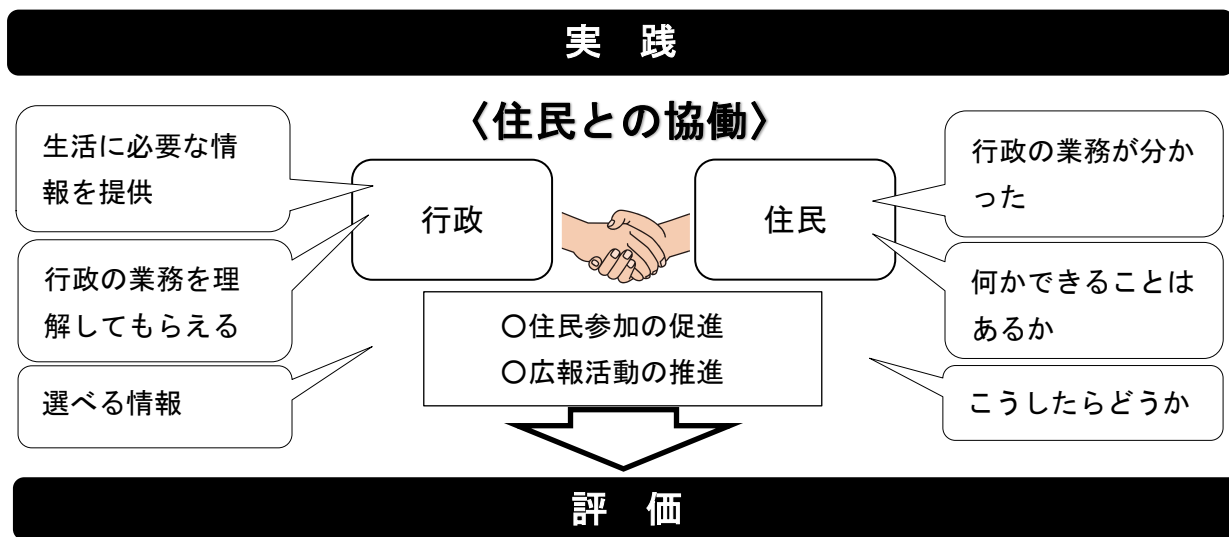 実　践
〈住民との協働〉
生活に必要な情
報を提供
行政の業務を理
解してもらえる
選べる情報
行政
住民
行政の業務が分か
った
何かできることは
あるか
こうしたらどうか
〇住民参加の促進
〇広報活動の推進
評　価